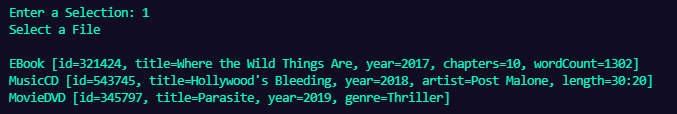 Enter a Selection: 1
Select a File
EBook [id=321424, title=Where the Wild Things Are, year=2017, chapters=10, wordCount=1302]
MusicCD [id=543745, title=Hollywood's Bleeding, year=2018, artist=Post Malone, length=30:20]
MovieDVD [id=345797, title=Parasite, year=2019, genre=Thriller]